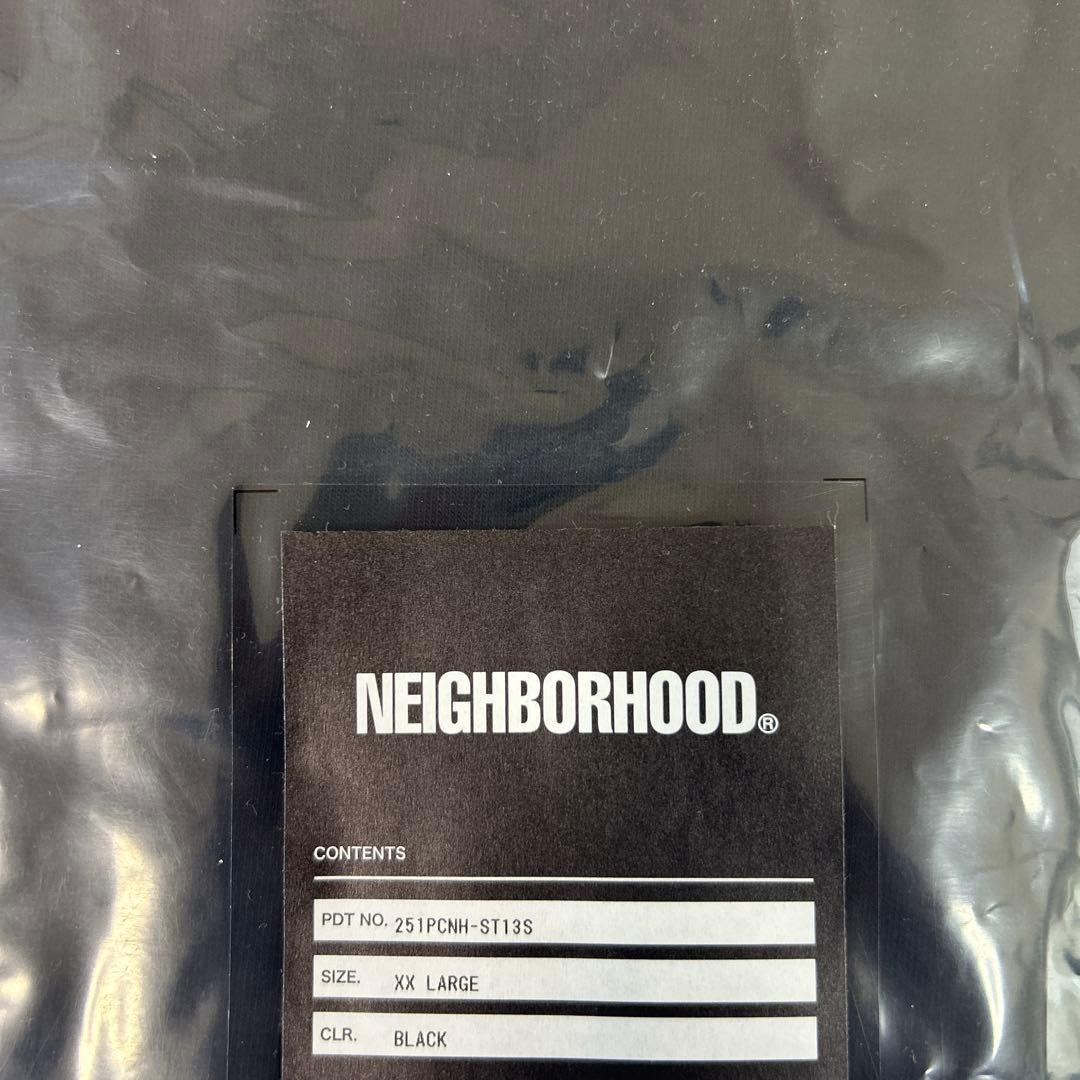 NEIGHBORHOOD®
CONTENTS
PDT NO. 251PCNH-ST13S
SIZE. XX LARGE
CLR. BLACK